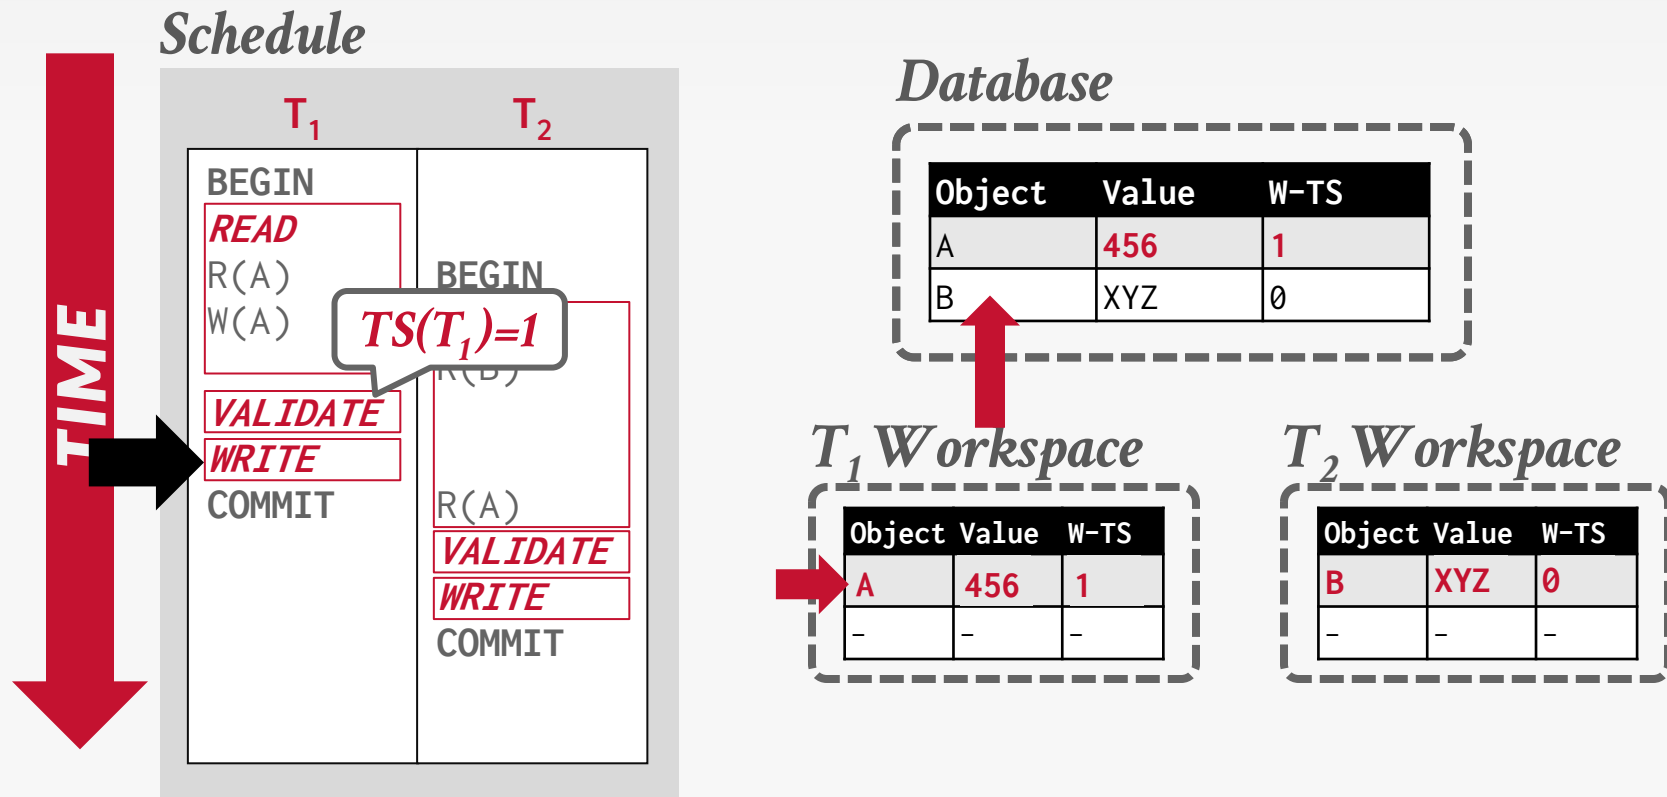 Schedule
TIME
T1 T2
BEGIN
READ
R(A)
W(A)
VALIDATE
WRITE
COMMIT
BEGIN
TS(T1)=1
R(B)
R(A)
VALIDATE
WRITE
COMMIT
Database
Object Value W-TS
A 456 1
B XYZ 0
T1 Workspace
Object Value W-TS
A 456 1
- - -
T2 Workspace
Object Value W-TS
B XYZ 0
- - -